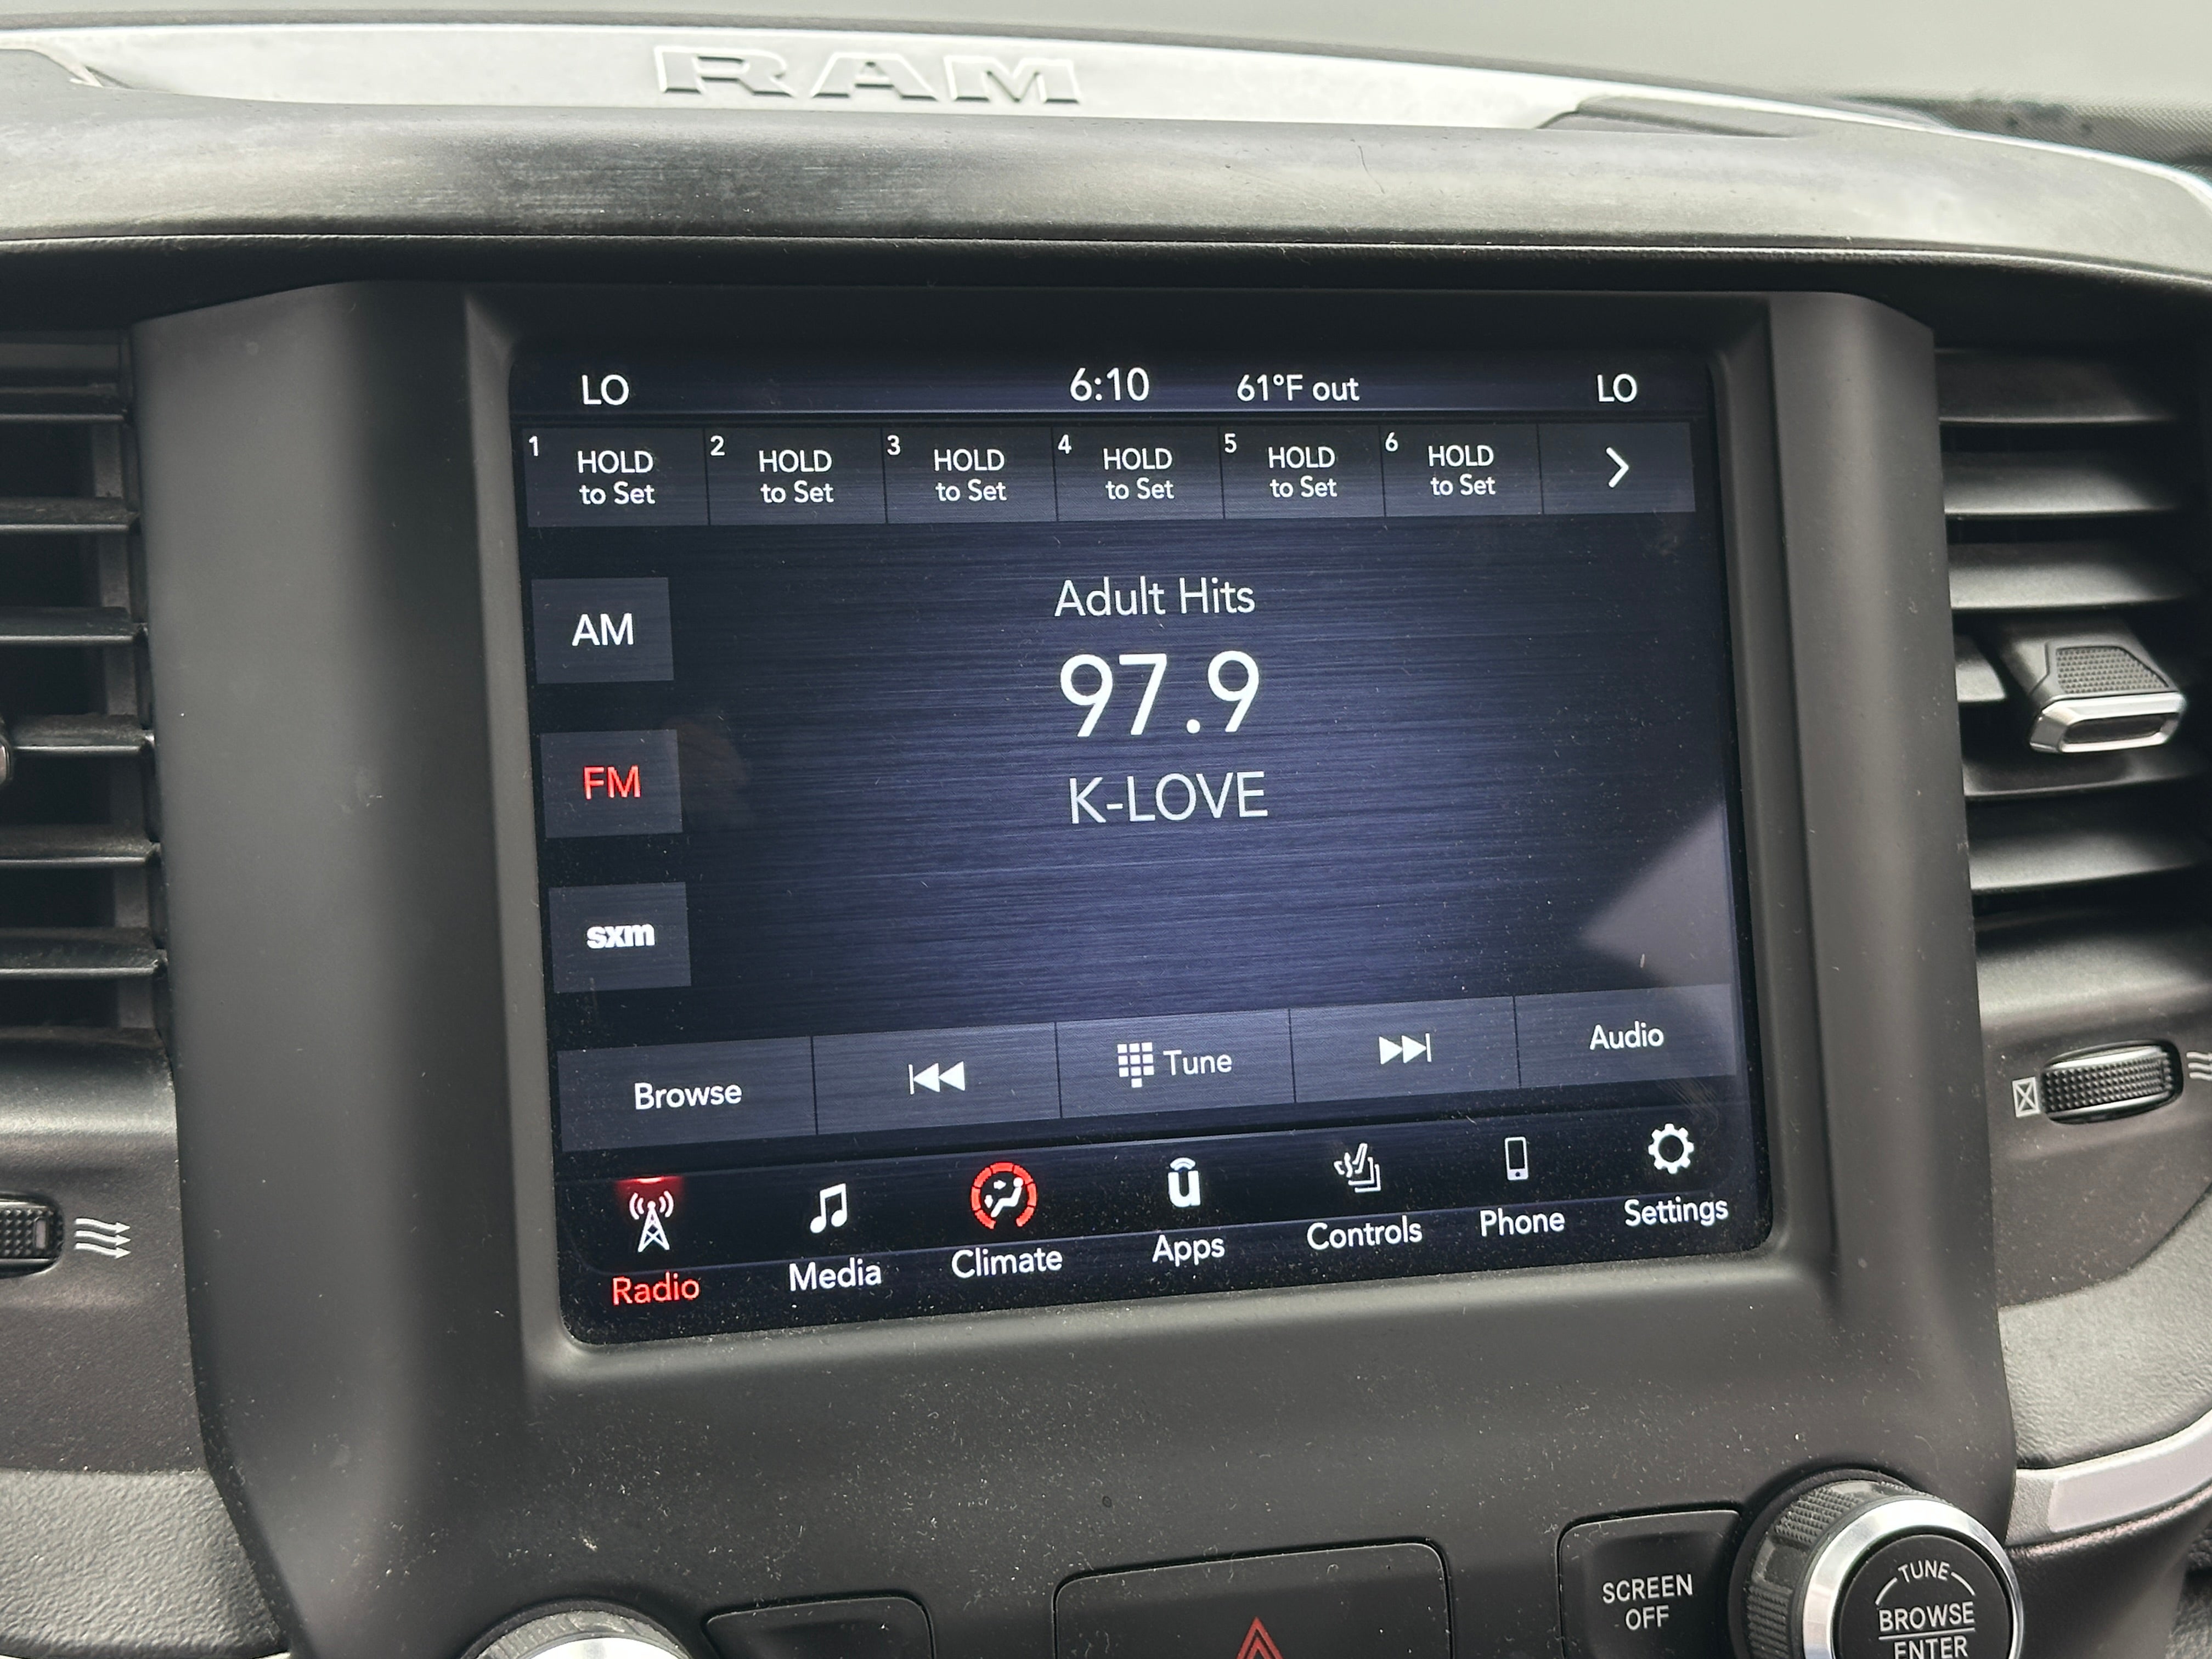 RAM
LO 6:10 61°F out LO
1 HOLD to Set
2 HOLD to Set
3 HOLD to Set
4 HOLD to Set
5 HOLD to Set
6 HOLD to Set
AM
Adult Hits
97.9
FM
K-LOVE
sxm
Browse
Tune
Audio
Radio
Media
Climate
u
Apps
Controls
Phone
Settings
SCREEN
OFF
TUNE
BROWSE
ENTER